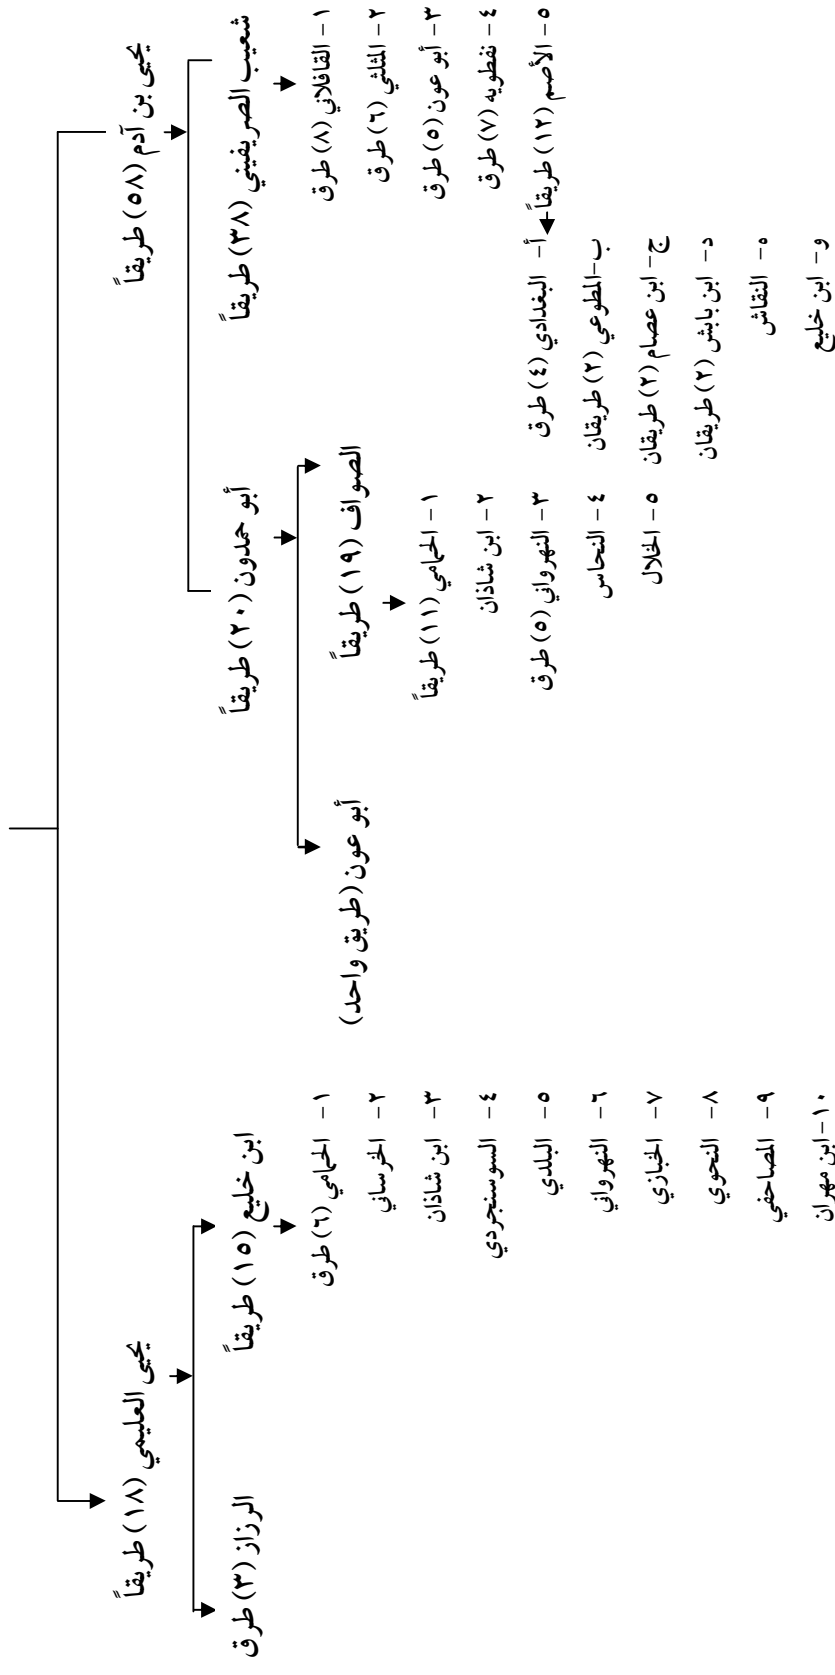 يحيى بن آدم (٥٨) طريقاً
شعيب الصريفيني (٣٨) طريقاً
١ - القافلاني (٨) طرق
٢ - المثلثي (٦) طرق
٣ - أبو عون (٥) طرق
٤ - نفطويه (٧) طرق
٥ - الأصم (١٢) طريقاً
أ - البغدادي (٤) طرق
ب - المطوعي (٢) طريقان
ج - ابن عصام (٢) طريقان
د - ابن بابش (٢) طريقان
ه - النقاش
و - ابن خليع
أبو حمدون (٢٠) طريقاً
الصواف (١٩) طريقاً
١ - الحمامي (١١) طريقاً
٢ - ابن شاذان
٣ - النهرواني (٥) طرق
٤ - النحاس
٥ - الخلال
أبو عون (طريق واحد)
يحيى العليمي (١٨) طريقاً
ابن خليع (١٥) طريقاً
١ - الحمامي (٦) طرق
٢ - الخرساني
٣ - ابن شاذان
٤ - السوسنجردي
٥ - البلدي
٦ - النهرواني
٧ - الخبازي
٨ - النحوي
٩ - المصاحفي
١٠ - ابن مهران
الرزاز (٣) طرق